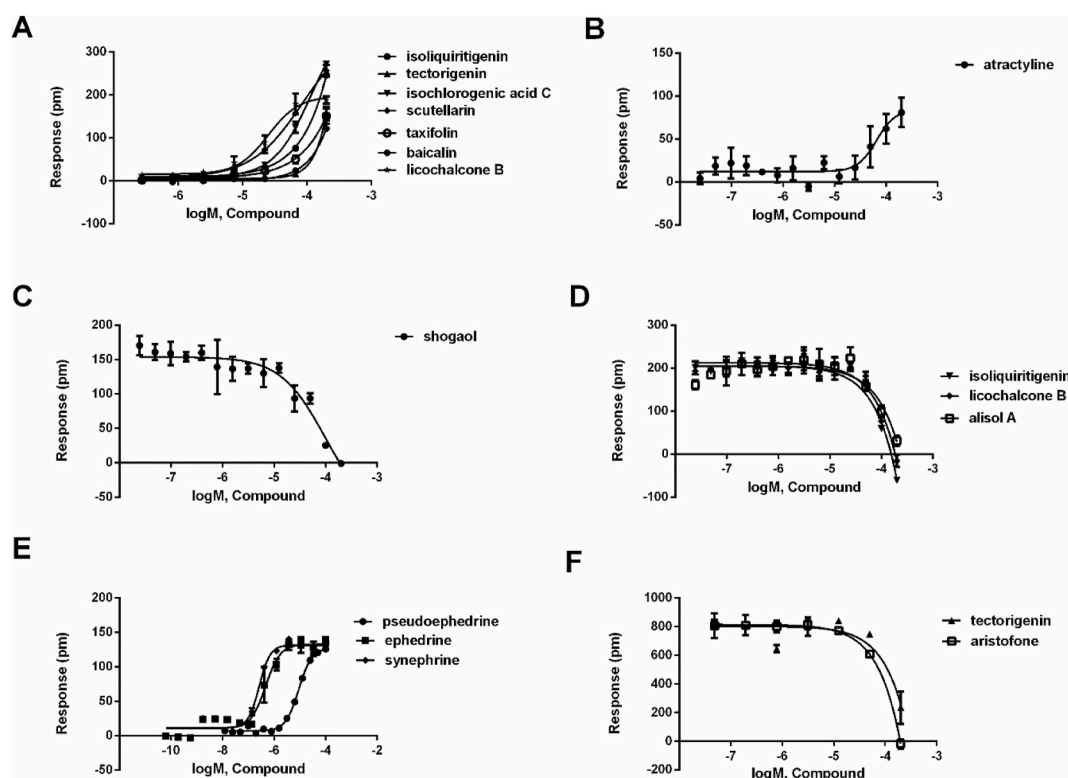 A
Response (pm)
300
200
100
0
-100
-6
-5
-4
-3
logM, Compound
isoliquiritigenin
tectorigenin
isochlorogenic acid C
scutellarin
taxifolin
baicalin
licochalcone B
B
Response (pm)
150
100
50
0
50
-7
-6
-5
-4
-3
logM, Compound
atractyline
C
Response (pm)
200
150
100
50
0
50
-7
-6
-5
-4
-3
logM, Compound
shogaol
D
Response (pm)
300
200
100
0
-100
-7
-6
-5
-4
-3
logM, Compound
isoliquiritigenin
licochalcone B
alisol A
E
Response (pm)
200
150
100
50
0
50
-10
-8
-6
-4
-2
logM, Compound
pseudoephedrine
ephedrine
synephrine
F
Response (pm)
1000
800
600
400
200
0
-200
-7
-6
-5
-4
-3
logM, Compound
tectorigenin
aristofone